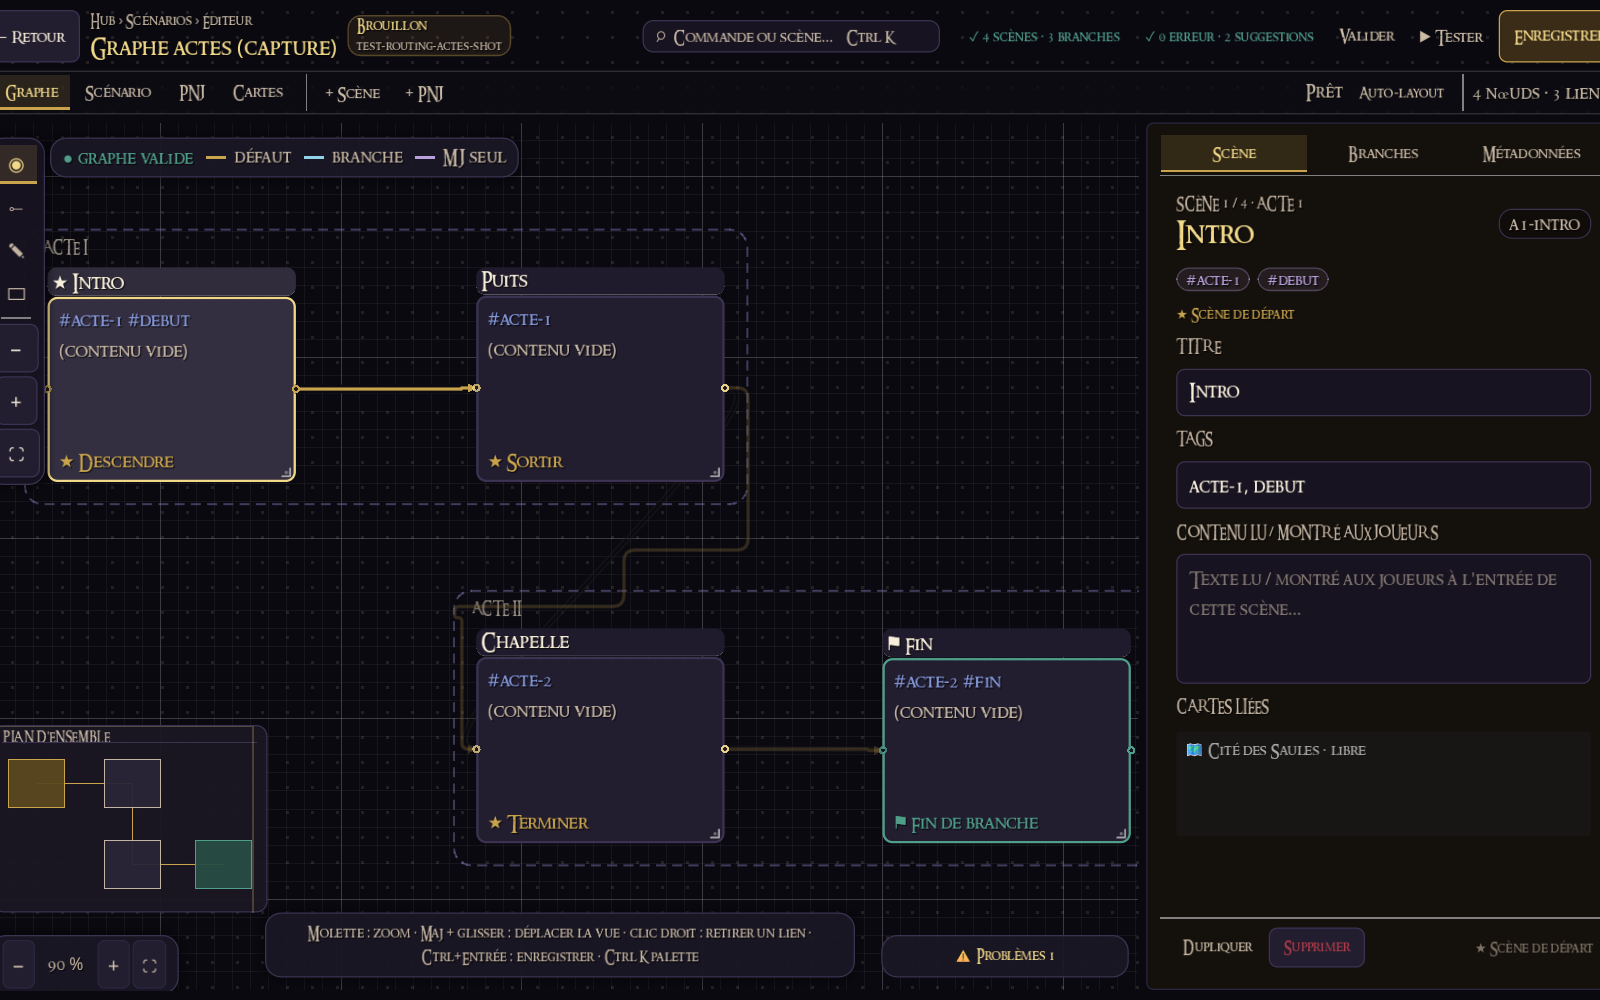 ← Retour
Hub › Scénarios › Éditeur
Graphe actes (capture)
Brouillon
test-routing-actes-shot
Commande ou scène... Ctrl K
✓ 4 scènes · 3 branches
✓ 0 erreur · 2 suggestions
Valider
▶ Tester
Enregistrer
Graphe
Scénario
PNJ
Cartes
+ Scène
+ PNJ
Prêt
Auto-layout
4 nœuds · 3 lien
● Graphe valide
défaut
branche
MJ seul
Acte I
★ Intro
#acte-1 #debut
(contenu vide)
★ Descendre
Puits
#acte-1
(contenu vide)
★ Sortir
Acte II
Chapelle
#acte-2
(contenu vide)
★ Terminer
⚑ Fin
#acte-2 #fin
(contenu vide)
⚑ Fin de branche
Plan d'ensemble
− 90 % +
Molette : zoom · Maj + glisser : déplacer la vue · clic droit : retirer un lien ·
Ctrl+Entrée : enregistrer · Ctrl K palette
⚠ Problèmes 1
Scène
Branches
Métadonnées
Scène 1 / 4 · Acte 1
Intro
a1-intro
#acte-1
#debut
★ Scène de départ
Titre
Intro
Tags
acte-1, debut
Contenu lu / montré aux joueurs
Texte lu / montré aux joueurs à l'entrée de
cette scène...
Cartes liées
Cité des Saules · libre
Dupliquer
Supprimer
★ Scène de départ